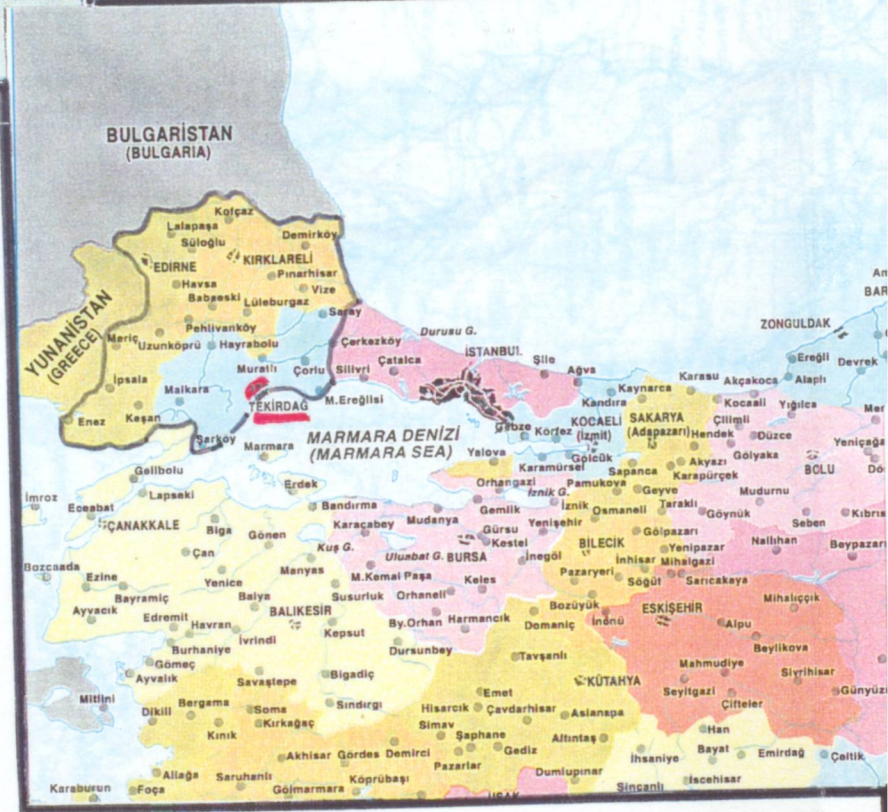 BULGARİSTAN
(BULGARIA)
Kofçaz
Lalapaşa
Süloğlu
Demirköy
EDİRNE
KIRKLARELİ
Pınarhisar
Havsa
Vize
Babaeski
Lüleburgaz
Saray
YUNANİSTAN
(GREECE)
Pehlivanköy
Meriç
Uzunköprü
Hayrabolu
Çerkezköy
Durusu G.
Muratlı
Çorlu
Silivri
Çatalca
İSTANBUL
Şile
Ağva
ZONGULDAK
BAR
Ereğli
Devrek
Alaplı
İpsala
Malkara
TEKİRDAĞ
M.Ereğlisi
Kandıra
Kaynarca
Karasu
Akçakoca
Kocaali
Yığılca
Enez
Keşan
Şarköy
Marmara
MARMARA DENİZİ
(MARMARA SEA)
Gebze
Körfez
KOCAELİ
(İzmit)
SAKARYA
(Adapazarı)
Hendek
Çilimli
Düzce
Yeniçağa
Gölcük
Gölyaka
BOLU
Yalova
Karamürsel
Sapanca
Akyazı
Karapürçek
Gelibolu
Lapseki
Erdek
Orhangazi
İznik G.
Pamukova
Geyve
Mudurnu
İmroz
Eceabat
ÇANAKKALE
Bandırma
Karacabey
Mudanya
Gemlik
İznik
Osmaneli
Taraklı
Göynük
Seben
Kıbrıs
Biga
Gönen
Gürsu
Kestel
Yenişehir
Gölpazarı
Çan
Kuş G.
Uluabat G.
BURSA
İnegöl
BİLECİK
Yenipazar
Nallıhan
Beypazarı
İnhisar
Mihalgazi
Bozcaada
Ezine
Yenice
Manyas
M.Kemal Paşa
Keles
Pazaryeri
Söğüt
Sarıcakaya
Bayramiç
Balya
Susurluk
Orhaneli
Mihalıççık
Ayvacık
Edremit
Havran
BALIKESİR
By.Orhan
Harmancık
Bozüyük
Domaniç
İnönü
ESKİŞEHİR
Alpu
Burhaniye
İvrindi
Kepsut
Dursunbey
Beylikova
Gömeç
Ayvalık
Savaştepe
Bigadiç
Tavşanlı
Mahmudiye
Sivrihisar
KÜTAHYA
Seyitgazi
Çifteler
Mitlini
Dikili
Bergama
Soma
Kırkağaç
Sındırgı
Emet
Hisarcık
Çavdarhisar
Aslanapa
Kınık
Simav
Şaphane
Gediz
Altıntaş
Han
Bayat
Emirdağ
Çeltik
Akhisar
Gördes
Demirci
Pazarlar
İhsaniye
Karaburun
Aliağa
Foça
Saruhanlı
Gölmarmara
Köprübaşı
Dumlupınar
Sincanlı
İscehisar